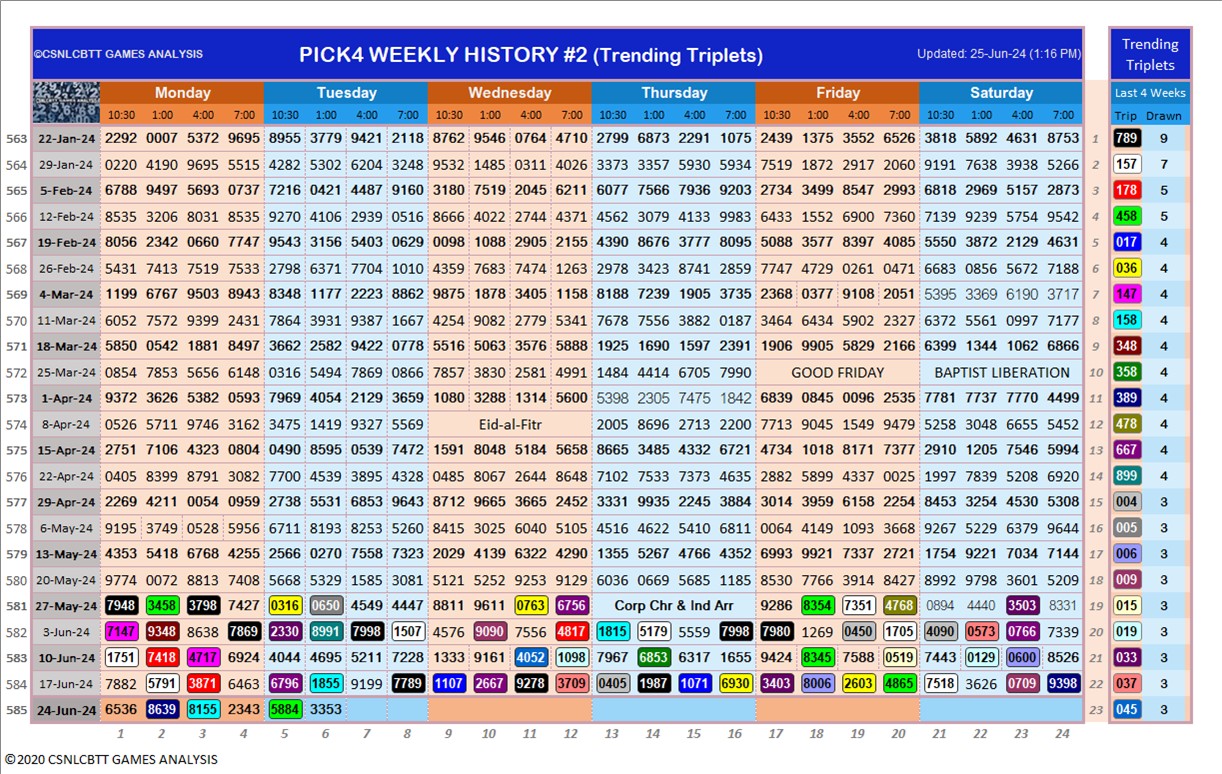 ©CSNLCBTT GAMES ANALYSIS PICK4 WEEKLY HISTORY #2 (Trending Triplets) Updated: 25-Jun-24 (1:16 PM) Trending Triplets
Monday Tuesday Wednesday Thursday Friday Saturday Last 4 Weeks
10:30 1:00 4:00 7:00 10:30 1:00 4:00 7:00 10:30 1:00 4:00 7:00 10:30 1:00 4:00 7:00 10:30 1:00 4:00 7:00 10:30 1:00 4:00 7:00 Trip Drawn
563 22-Jan-24 2292 0007 5372 9695 8955 3779 9421 2118 8762 9546 0764 4710 2799 6873 2291 1075 2439 1375 3552 6526 3818 5892 4631 8753 1 789 9
564 29-Jan-24 0220 4190 9695 5515 4282 5302 6204 3248 8532 1485 0311 4026 3373 3357 5930 5934 7519 1872 2917 2060 9191 7638 3938 5266 2 157 7
565 5-Feb-24 6788 9497 5693 0737 7216 0421 4487 9160 3180 7519 2045 6211 6077 7566 7936 9203 2734 3499 8547 2993 6818 2969 5157 2873 3 178 5
566 12-Feb-24 8535 3206 8031 8535 9270 4106 2939 0516 8666 4022 2744 4371 4562 3079 4133 9983 6433 1552 6900 7360 7139 9239 5754 9542 4 458 5
567 19-Feb-24 8056 2342 0660 7747 9543 3156 5403 0629 0098 1088 2905 2155 4390 8676 3777 8095 5088 3577 8397 4085 5550 3872 2129 4631 5 017 4
568 26-Feb-24 5431 7413 7519 7533 2798 6371 7704 1010 4359 7683 7474 1263 2978 3423 8741 2859 7747 4729 0261 0471 6683 0856 5672 7188 6 036 4
569 4-Mar-24 1199 6767 9503 8943 8348 1177 2223 8862 9875 1878 3405 1158 8188 7239 1905 3735 2368 0377 9108 2051 5395 3369 6190 3717 7 147 4
570 11-Mar-24 6052 7572 9399 2431 7864 3931 9387 1667 4254 9082 2779 5341 7678 7556 3882 0187 3464 6434 5902 2327 6372 5561 0997 7177 8 158 4
571 18-Mar-24 5850 0542 1881 8497 3662 2582 9422 0778 9516 5063 3576 5888 1925 1690 1597 2391 1906 9905 5829 2166 6399 1344 1062 6866 9 348 4
572 25-Mar-24 0854 7853 5656 6148 0316 5494 7869 0866 7857 3830 2581 4991 1484 4414 6705 7990 GOOD FRIDAY BAPTIST LIBERATION 10 358 4
573 1-Apr-24 9372 3626 5382 0593 7969 4054 2129 3659 1080 3288 1314 5600 5398 2305 7475 1842 6839 0845 0096 2535 7781 7737 7770 4499 11 389 4
574 8-Apr-24 0526 5711 9746 3162 3475 1419 9327 5569 Eid-al-Fitr 2005 8696 2713 2200 7713 9045 1549 9479 5258 3048 6655 5452 12 478 4
575 15-Apr-24 2751 7106 4323 0804 0490 8595 0539 7472 1591 8048 5184 5658 8665 3485 4332 6721 4734 1018 8171 7377 2910 1205 7546 5994 13 667 4
576 22-Apr-24 0405 8399 8791 3082 7700 4539 3895 4328 0485 8067 2644 8648 7102 7533 7373 4635 2882 5899 4337 0025 1997 7839 5208 6920 14 899 4
577 29-Apr-24 2269 4211 0054 0959 2738 5531 6853 9643 8712 9665 3665 2452 3331 9935 2245 3884 3014 3959 6158 2254 8453 3254 4530 5308 15 004 3
578 6-May-24 9195 3749 0528 5956 6711 8193 8253 5260 8415 3025 6040 5105 4516 4622 5410 6811 0064 4149 1093 3668 9267 5229 6379 9644 16 005 3
579 13-May-24 4353 5418 6768 4255 2566 0270 7558 7323 2029 4139 6322 4290 1355 5267 4766 4352 6993 9921 7337 2721 1754 9221 7034 7144 17 006 3
580 20-May-24 9774 0072 8813 7408 5668 5329 1585 3081 5121 5252 9253 9129 6036 0669 5685 1185 8530 7766 3914 8427 8992 9798 3601 5209 18 009 3
581 27-May-24 7948 3458 3798 7427 0316 0650 4549 4447 8811 9611 0763 6756 Corp Chr & Ind Arr 9286 8354 7351 4768 0894 4440 3503 8331 19 015 3
582 3-Jun-24 7147 9348 8638 7869 2330 8991 7998 1507 4576 9090 7556 4817 1815 5179 5559 7998 7980 1269 0450 1705 4090 0573 0766 7339 20 019 3
583 10-Jun-24 1751 7418 4717 6924 4044 4695 5211 7228 1333 9161 4052 1098 7967 6853 6317 1655 9424 8345 7588 0519 7443 0129 0600 8526 21 033 3
584 17-Jun-24 7882 5791 3871 6463 6796 1855 9199 7789 1107 2667 9278 3709 0405 1987 1071 6930 3403 8006 2603 4865 7518 3626 0709 9398 22 037 3
585 24-Jun-24 6536 8639 8155 2343 5884 3353 23 045 3
1 2 3 4 5 6 7 8 9 10 11 12 13 14 15 16 17 18 19 20 21 22 23 24
©2020 CSNLCBTT GAMES ANALYSIS